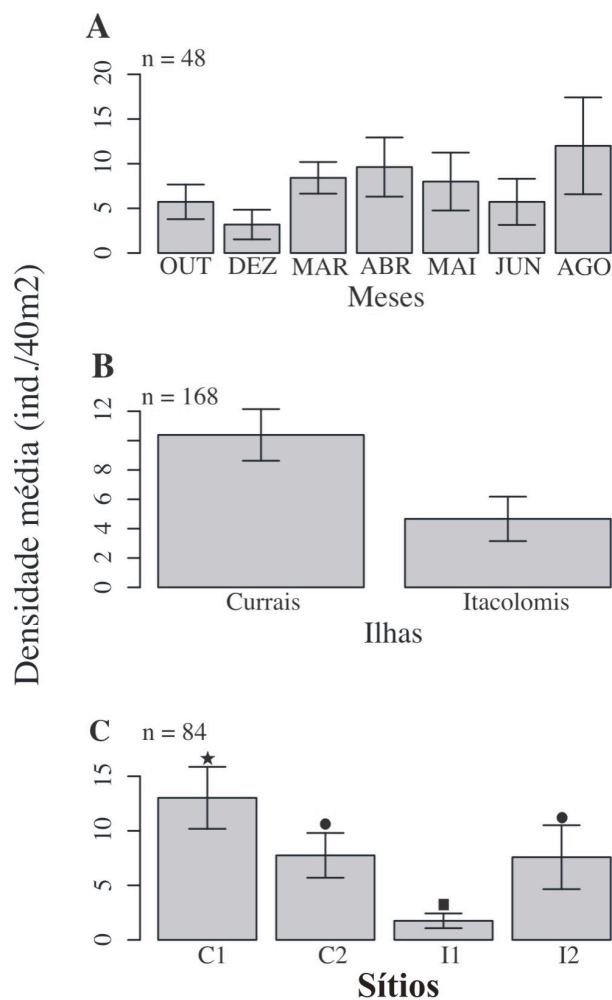 A
n = 48
20
15
10
5
0
OUT DEZ MAR ABR MAI JUN AGO
Meses
Densidade média (ind./40m2)
B
n = 168
12
8
6
4
2
0
Currais Itacolomis
Ilhas
C
n = 84
15
10
5
0
C1 C2 I1 I2
Sítios